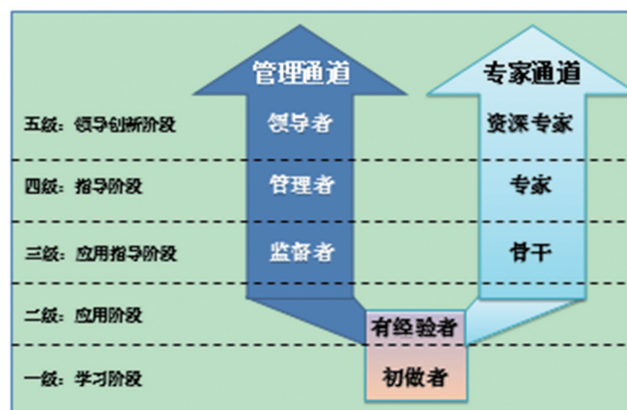 管理通道
专家通道
五级：领导创新阶段
领导者
资深专家
四级：指导阶段
管理者
专家
三级：应用指导阶段
监督者
骨干
二级：应用阶段
有经验者
一级：学习阶段
初做者